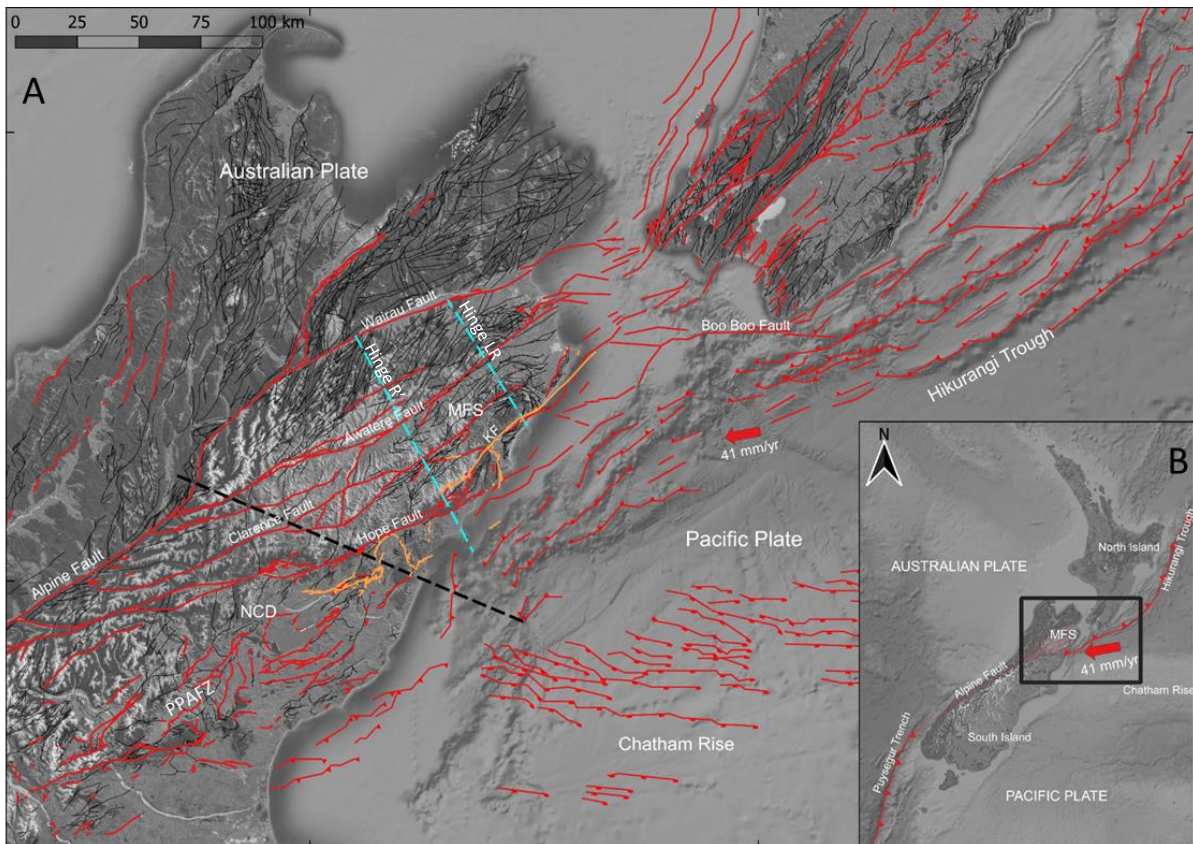 0 25 50 75 100 km
A
Australian Plate
Wairau Fault
Hinge LR
Hinge R'
Boo Boo Fault
Hikurangi Trough
Awatere Fault
MFS
KF
41 mm/yr
Clarence Fault
Hope Fault
Alpine Fault
Pacific Plate
NCD
PPAFZ
Chatham Rise
N
B
North Island
Hikurangi Trough
AUSTRALIAN PLATE
MFS
41 mm/yr
Alpine Fault
Chatham Rise
South Island
Puysegur Trench
PACIFIC PLATE